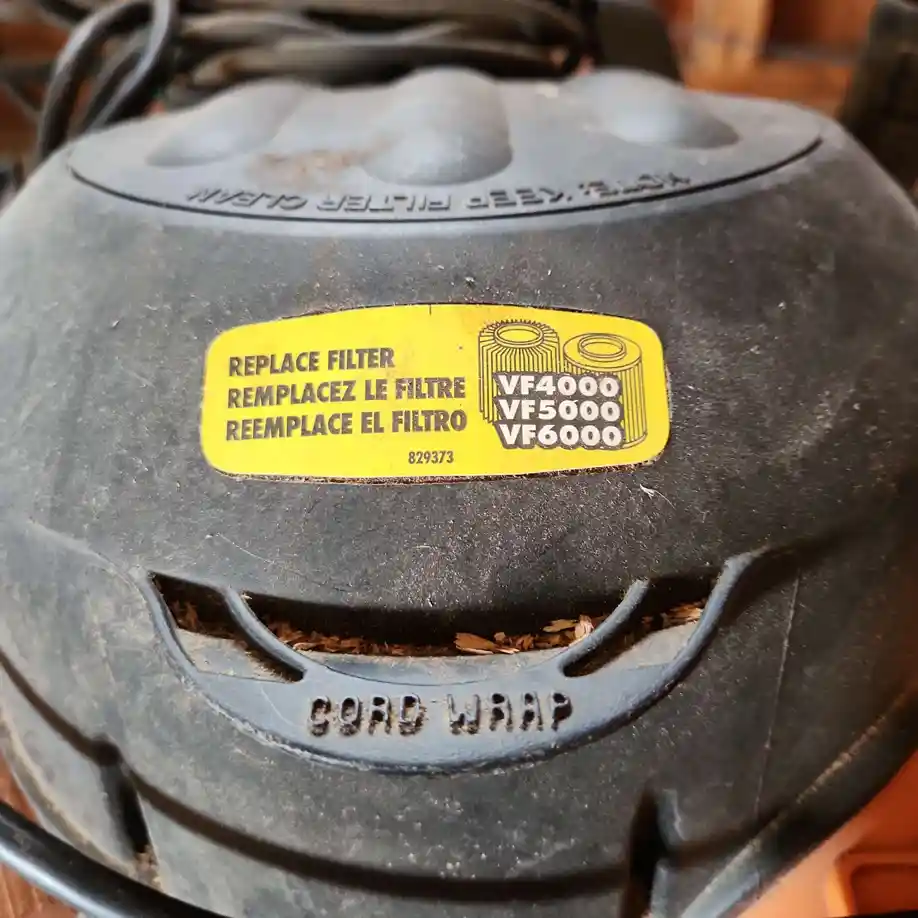 NOTE: KEEP FILTER CLEAN
REPLACE FILTER
REMPLACEZ LE FILTRE
REEMPLACE EL FILTRO
829373
VF4000
VF5000
VF6000
CORD WRAP